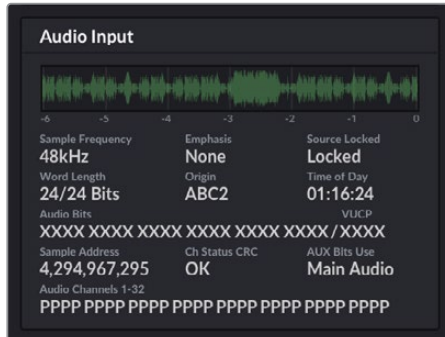 Audio Input
-6 -5 -4 -3 -2 -1 0
Sample Frequency Emphasis Source Locked
48kHz None Locked
Word Length Origin Time of Day
24/24 Bits ABC2 01:16:24
Audio Bits VUCP
XXXX XXXX XXXX XXXX XXXX XXXX/XXXX
Sample Address Ch Status CRC AUX Bits Use
4,294,967,295 OK Main Audio
Audio Channels 1-32
PPPP PPPP PPPP PPPP PPPP PPPP PPPP PPPP